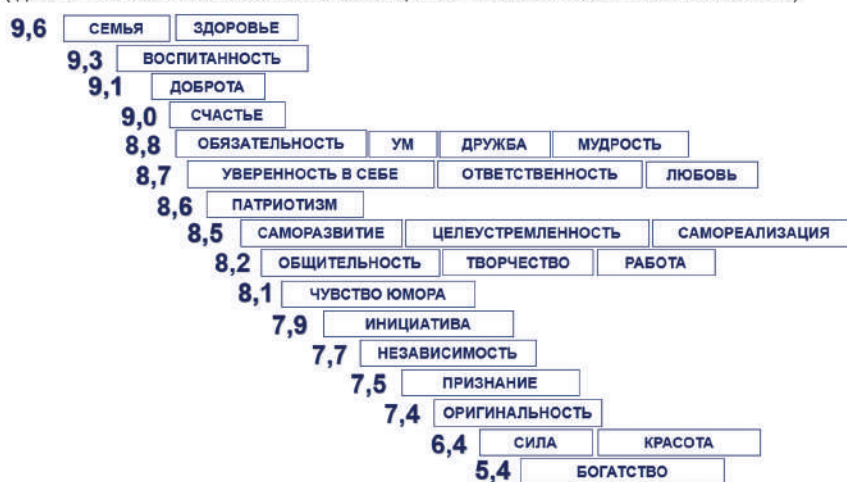 9,6 СЕМЬЯ ЗДОРОВЬЕ
9,3 ВОСПИТАННОСТЬ
9,1 ДОБРОТА
9,0 СЧАСТЬЕ
8,8 ОБЯЗАТЕЛЬНОСТЬ УМ ДРУЖБА МУДРОСТЬ
8,7 УВЕРЕННОСТЬ В СЕБЕ ОТВЕТСТВЕННОСТЬ ЛЮБОВЬ
8,6 ПАТРИОТИЗМ
8,5 САМОРАЗВИТИЕ ЦЕЛЕУСТРЕМЛЕННОСТЬ САМОРЕАЛИЗАЦИЯ
8,2 ОБЩИТЕЛЬНОСТЬ ТВОРЧЕСТВО РАБОТА
8,1 ЧУВСТВО ЮМОРА
7,9 ИНИЦИАТИВА
7,7 НЕЗАВИСИМОСТЬ
7,5 ПРИЗНАНИЕ
7,4 ОРИГИНАЛЬНОСТЬ
6,4 СИЛА КРАСОТА
5,4 БОГАТСТВО